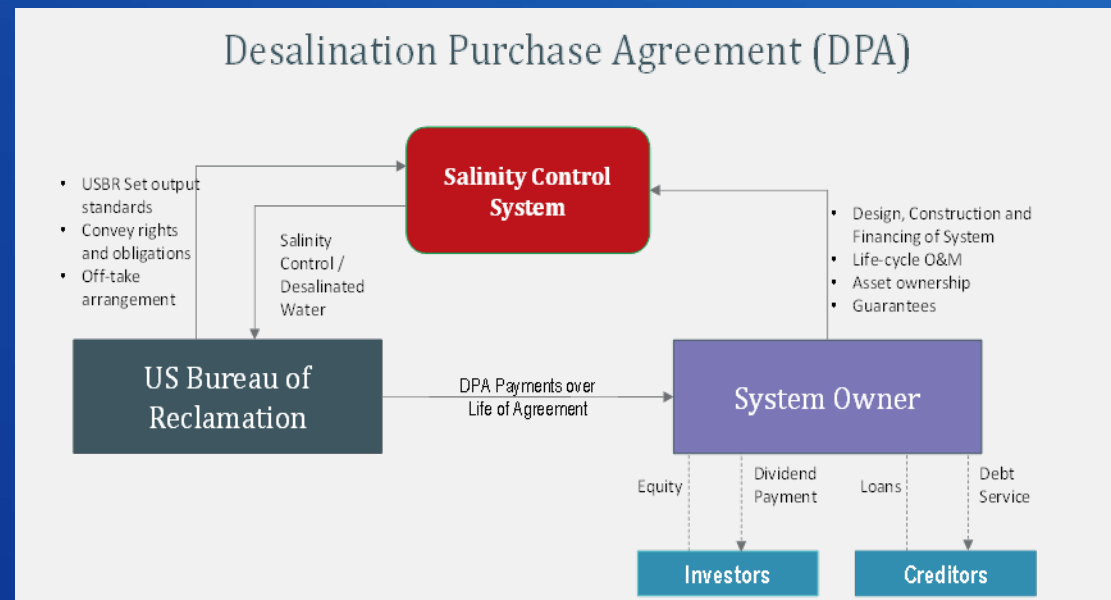 Desalination Purchase Agreement (DPA)
Salinity Control
System
• USBR Set output
standards
• Convey rights
and obligations
• Off-take
arrangement
Salinity
Control /
Desalinated
Water
• Design, Construction and
Financing of System
• Life-cycle O&M
• Asset ownership
• Guarantees
US Bureau of
Reclamation
DPA Payments over
Life of Agreement
System Owner
Equity
Dividend
Payment
Loans
Debt
Service
Investors
Creditors